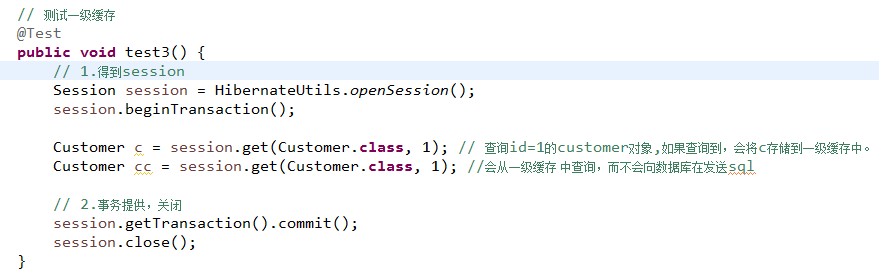 // 测试一级缓存
@Test
public void test3() {
// 1.得到session
Session session = HibernateUtils.openSession();
session.beginTransaction();
Customer c = session.get(Customer.class, 1); // 查询id=1的customer对象,如果查询到，会将c存储到一级缓存中。
Customer cc = session.get(Customer.class, 1); //会从一级缓存 中查询，而不会向数据库在发送sql
// 2.事务提供，关闭
session.getTransaction().commit();
session.close();
}